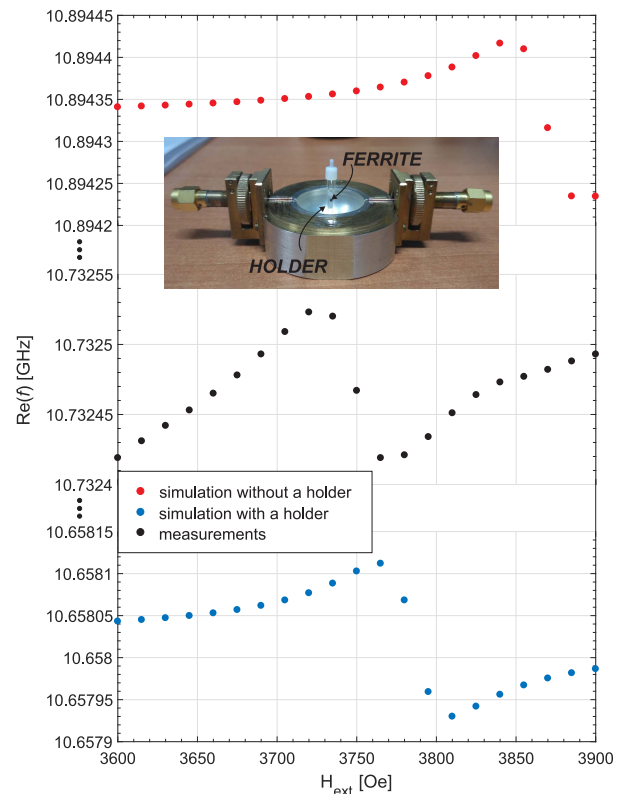 10.89445
10.8944
10.89435
10.8943
10.89425
10.8942
10.73255
10.7325
10.73245
10.7324
10.65815
10.6581
10.65805
10.658
10.65795
10.6579
Re(f) [GHz]
FERRITE
HOLDER
simulation without a holder
simulation with a holder
measurements
3600 3650 3700 3750 3800 3850 3900
H_ext [Oe]